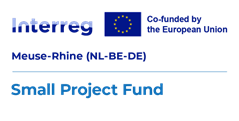 Interreg
Co-funded by
the European Union
Meuse-Rhine (NL-BE-DE)
Small Project Fund